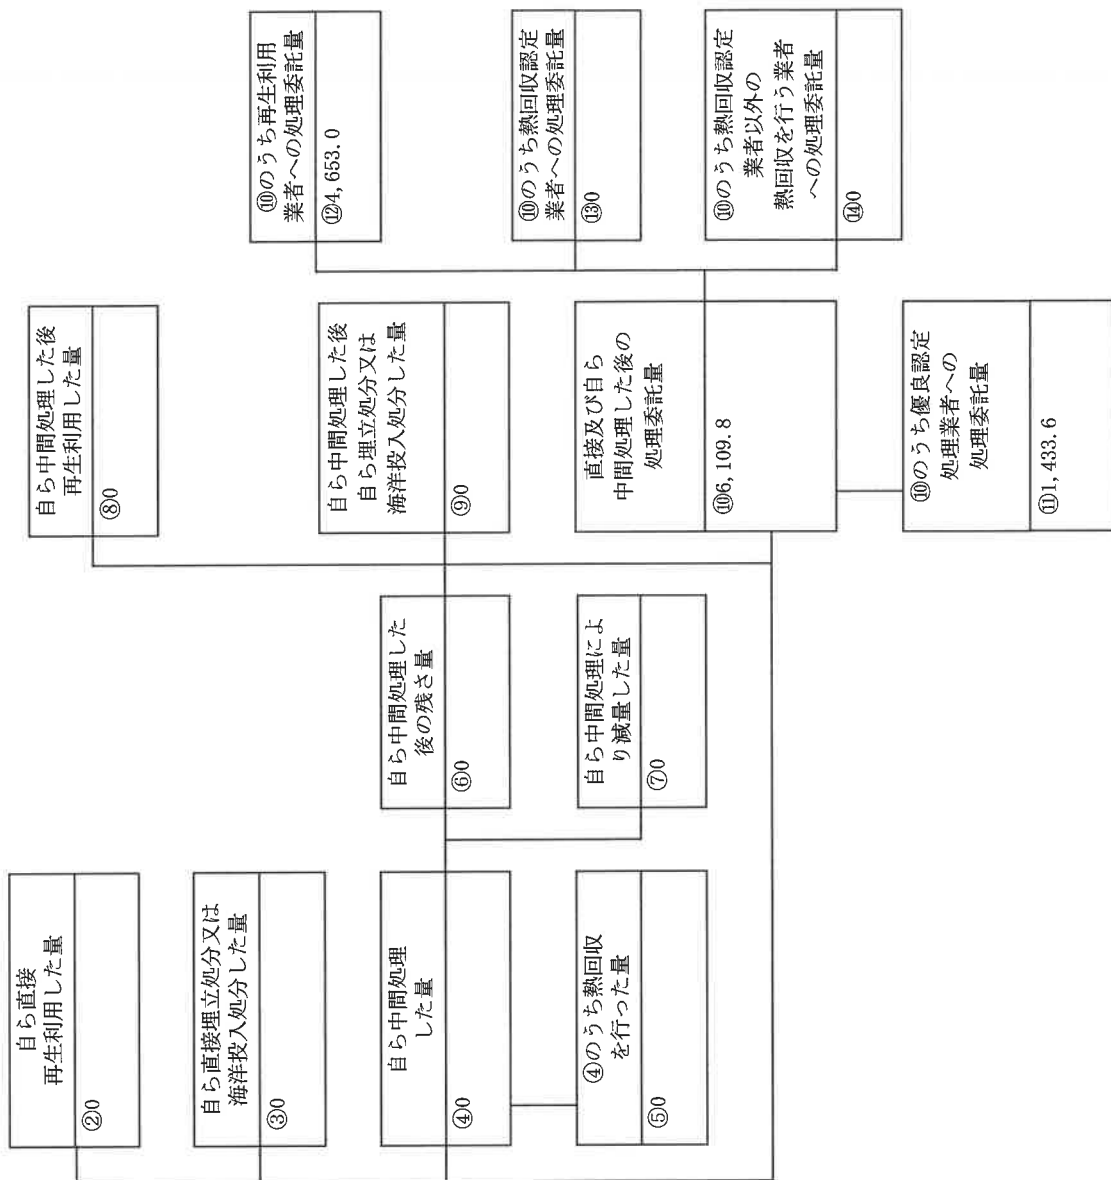 自ら直接
再生利用した量
②0
自ら直接埋立処分又は
海洋投入処分した量
③0
自ら中間処理
した量
④0
④のうち熱回収
を行った量
⑤0
自ら中間処理した
後の残さ量
⑥0
自ら中間処理によ
り減量した量
⑦0
自ら中間処理した後
再生利用した量
⑧0
自ら中間処理した後
自ら埋立処分又は
海洋投入処分した量
⑨0
直接及び自ら
中間処理した後の
処理委託量
⑩6,109.8
⑩のうち優良認定
処理業者への
処理委託量
⑪1,433.6
⑩のうち再生利用
業者への処理委託量
⑫4,653.0
⑩のうち熱回収認定
業者への処理委託量
⑬0
⑩のうち熱回収認定
業者以外の
熱回収を行う業者
への処理委託量
⑭0